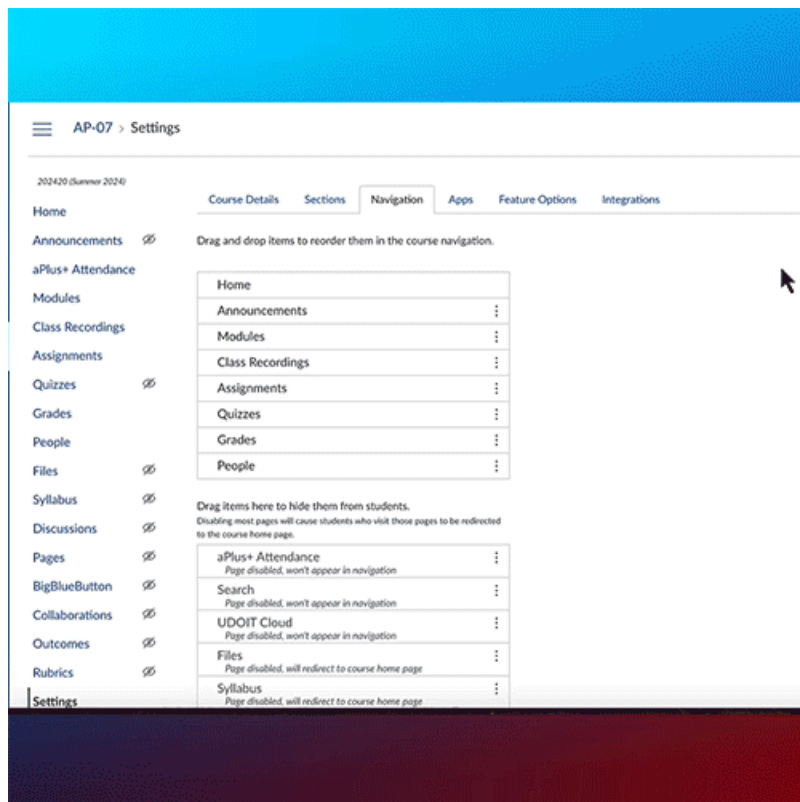 AP-07 > Settings
202420 (Summer 2024)
Home
Announcements
aPlus+ Attendance
Modules
Class Recordings
Assignments
Quizzes
Grades
People
Files
Syllabus
Discussions
Pages
BigBlueButton
Collaborations
Outcomes
Rubrics
Settings
Course Details Sections Navigation Apps Feature Options Integrations
Drag and drop items to reorder them in the course navigation.
Home
Announcements
Modules
Class Recordings
Assignments
Quizzes
Grades
People
Drag items here to hide them from students.
Disabling most pages will cause students who visit those pages to be redirected
to the course home page.
aPlus+ Attendance
Page disabled, won't appear in navigation
Search
Page disabled, won't appear in navigation
UDOIT Cloud
Page disabled, won't appear in navigation
Files
Page disabled, will redirect to course home page
Syllabus
Page disabled, will redirect to course home page